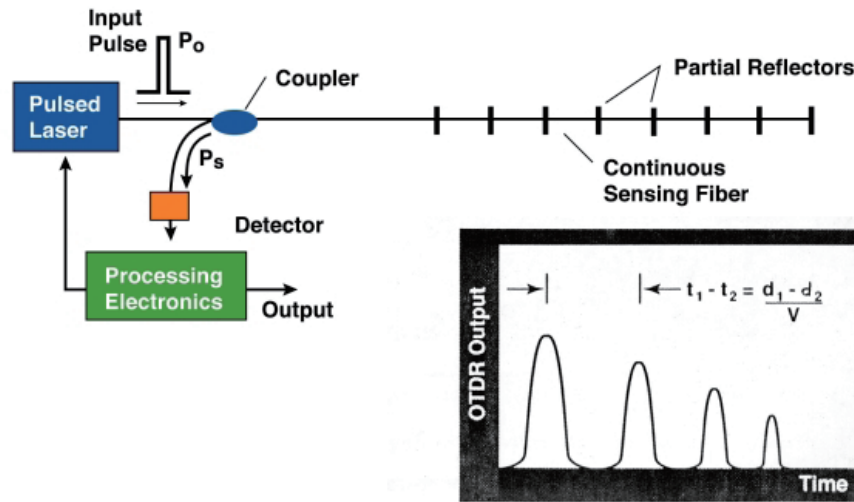 Input
Pulse
Po
Coupler
Partial Reflectors
Pulsed
Laser
Ps
Continuous
Sensing Fiber
Detector
Processing
Electronics
Output
OTDR Output
t1 - t2 = d1 - d2
V
Time